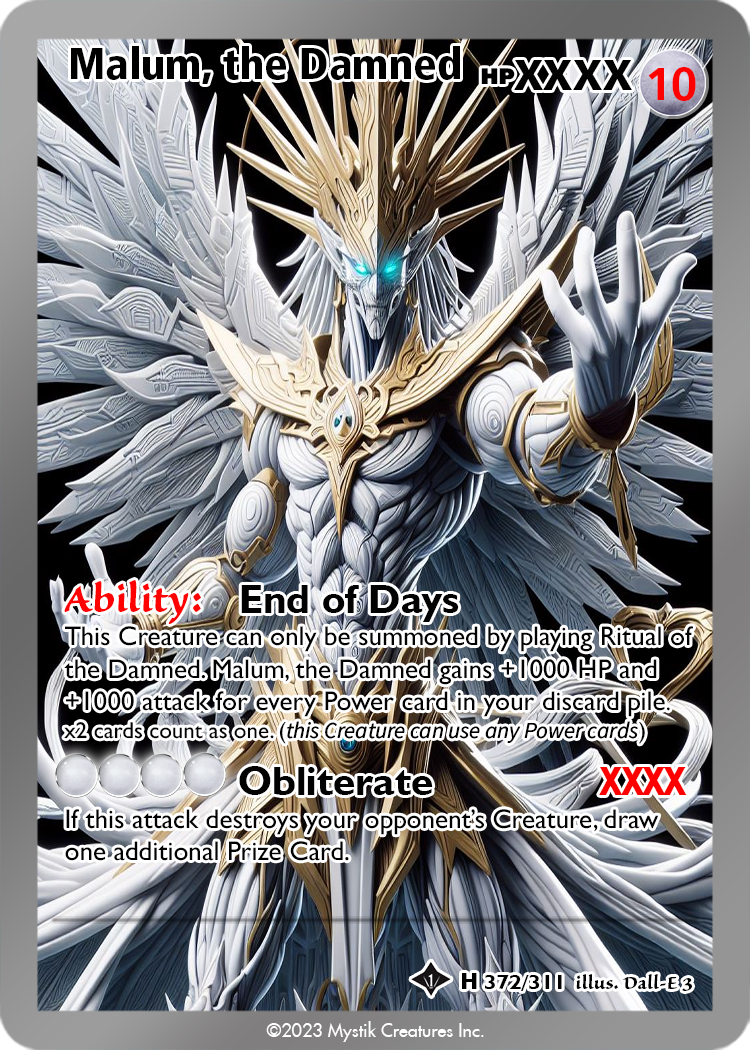 Malum, the Damned HPXXXX 10
Ability: End of Days
This Creature can only be summoned by playing Ritual of
the Damned. Malum, the Damned gains +1000 HP and
+1000 attack for every Power card in your discard pile.
x2 cards count as one. (this Creature can use any Power cards)
Obliterate XXXX
If this attack destroys your opponent's Creature, draw
one additional Prize Card.
1 H 372/311 illus. Dall-E 3
©2023 Mystik Creatures Inc.